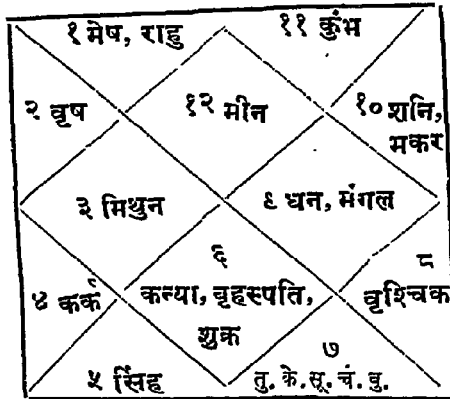 १ मेष, राहु
११ कुंभ
२ वृष
१२ मीन
१० शनि,
मकर
३ मिथुन
६ धन, मंगल
४ कर्क
६
कन्या, वृहस्पति,
शुक्र
८
वृश्चिक
५ सिंह
७
तु. के. सू. चं. वु.